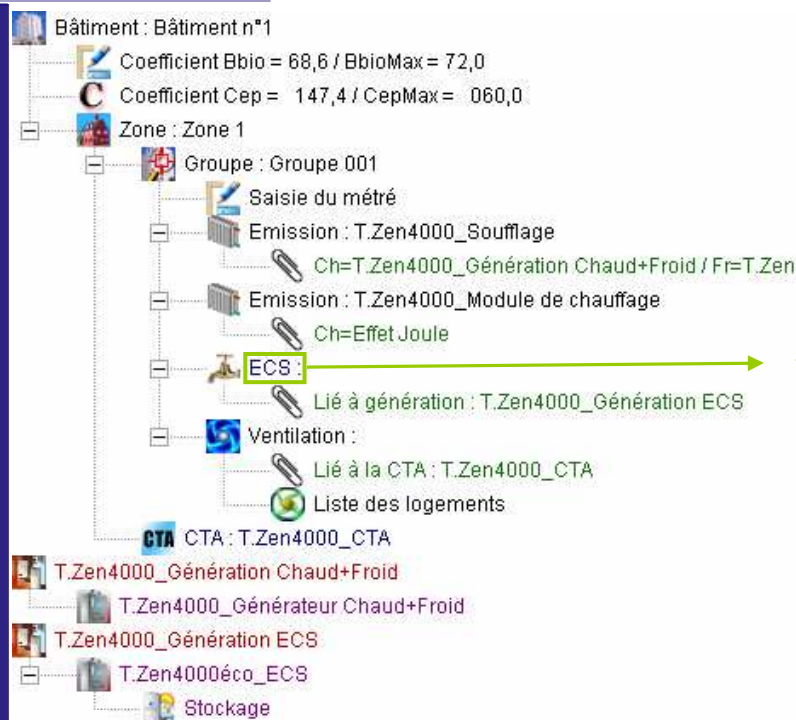 Bâtiment : Bâtiment n°1
Coefficient Bbio = 68,6 / BbioMax = 72,0
C Coefficient Cep = 147,4 / CepMax = 060,0
Zone : Zone 1
Groupe : Groupe 001
Saisie du métré
Emission : T.Zen4000_Soufflage
Ch=T.Zen4000_Génération Chaud+Froid / Fr=T.Zen
Emission : T.Zen4000_Module de chauffage
Ch=Effet Joule
ECS :
Lié à génération : T.Zen4000_Génération ECS
Ventilation :
Lié à la CTA : T.Zen4000_CTA
Liste des logements
CTA CTA : T.Zen4000_CTA
T.Zen4000_Génération Chaud+Froid
T.Zen4000_Générateur Chaud+Froid
T.Zen4000_Génération ECS
T.Zen4000éco_ECS
Stockage